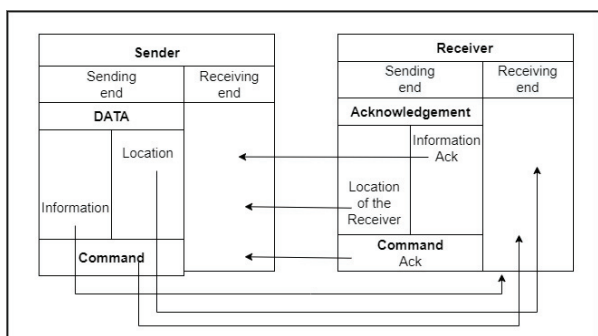 Sender
Sending
end
Receiving
end
DATA
Location
Information
Command
Receiver
Sending
end
Receiving
end
Acknowledgement
Information
Ack
Location
of the
Receiver
Command
Ack